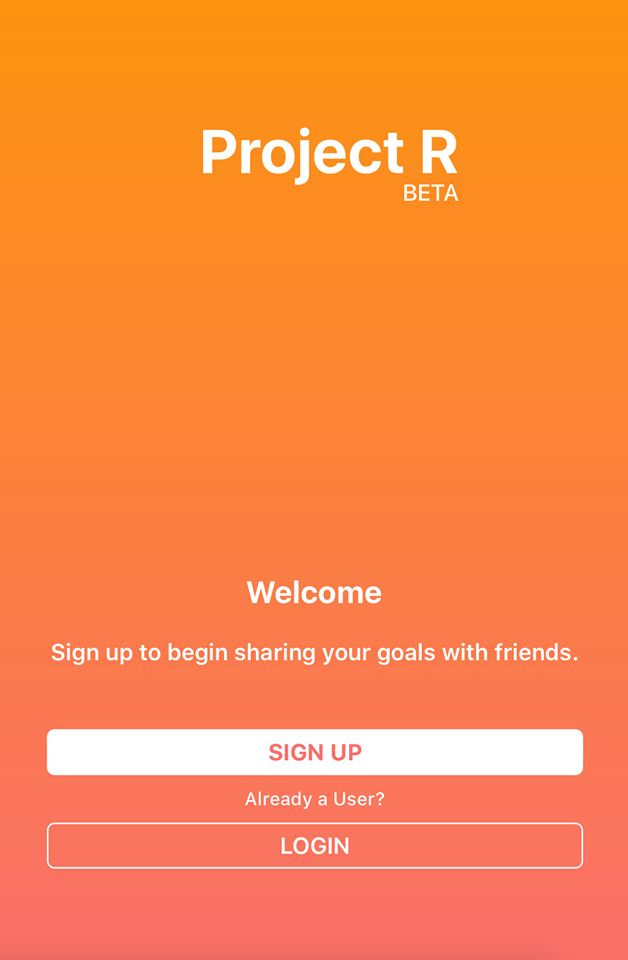 Project R
BETA
Welcome
Sign up to begin sharing your goals with friends.
SIGN UP
Already a User?
LOGIN